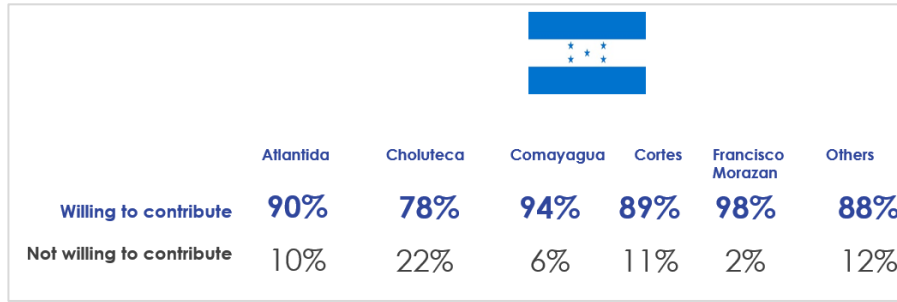 Atlantida Choluteca Comayagua Cortes Francisco Morazan Others
Willing to contribute 90% 78% 94% 89% 98% 88%
Not willing to contribute 10% 22% 6% 11% 2% 12%